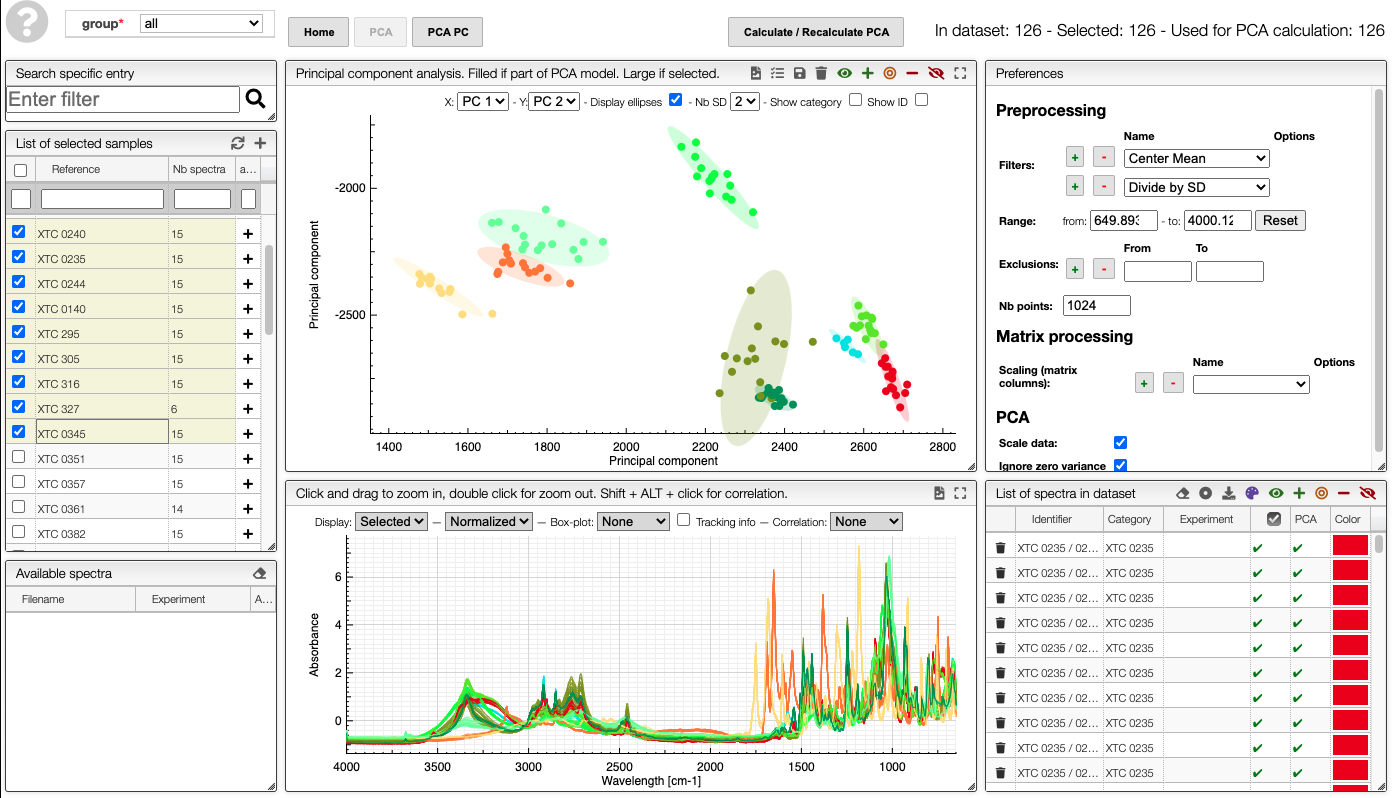 ?
group* all
Home
PCA
PCA PC
Calculate / Recalculate PCA
In dataset: 126 - Selected: 126 - Used for PCA calculation: 126
Search specific entry
Enter filter
List of selected samples
Reference Nb spectra a...
XTC 0240 15 +
XTC 0235 15 +
XTC 0244 15 +
XTC 0140 15 +
XTC 295 15 +
XTC 305 15 +
XTC 316 15 +
XTC 327 6 +
XTC 0345 15 +
XTC 0351 15 +
XTC 0357 15 +
XTC 0361 14 +
XTC 0382 15 +
Available spectra
Filename Experiment A...
Principal component analysis. Filled if part of PCA model. Large if selected.
X: PC 1 - Y: PC 2 - Display ellipses - Nb SD 2 - Show category Show ID
-2000
-2500
Principal component
1400 1600 1800 2000 2200 2400 2600 2800
Principal component
Click and drag to zoom in, double click for zoom out. Shift + ALT + click for correlation.
Display: Selected — Normalized — Box-plot: None Tracking info — Correlation: None
6
4
2
0
Absorbance
4000 3500 3000 2500 2000 1500 1000
Wavelength [cm-1]
Preferences
Preprocessing
Name Options
Filters: + - Center Mean
+ - Divide by SD
Range: from: 649.893 - to: 4000.12 Reset
From To
Exclusions: + -
Nb points: 1024
Matrix processing
Name Options
Scaling (matrix
columns): + -
PCA
Scale data:
Ignore zero variance
List of spectra in dataset
Identifier Category Experiment PCA Color
XTC 0235 / 02... XTC 0235
XTC 0235 / 02... XTC 0235
XTC 0235 / 02... XTC 0235
XTC 0235 / 02... XTC 0235
XTC 0235 / 02... XTC 0235
XTC 0235 / 02... XTC 0235
XTC 0235 / 02... XTC 0235
XTC 0235 / 02... XTC 0235
XTC 0235 / 02... XTC 0235
XTC 0235 / 02... XTC 0235